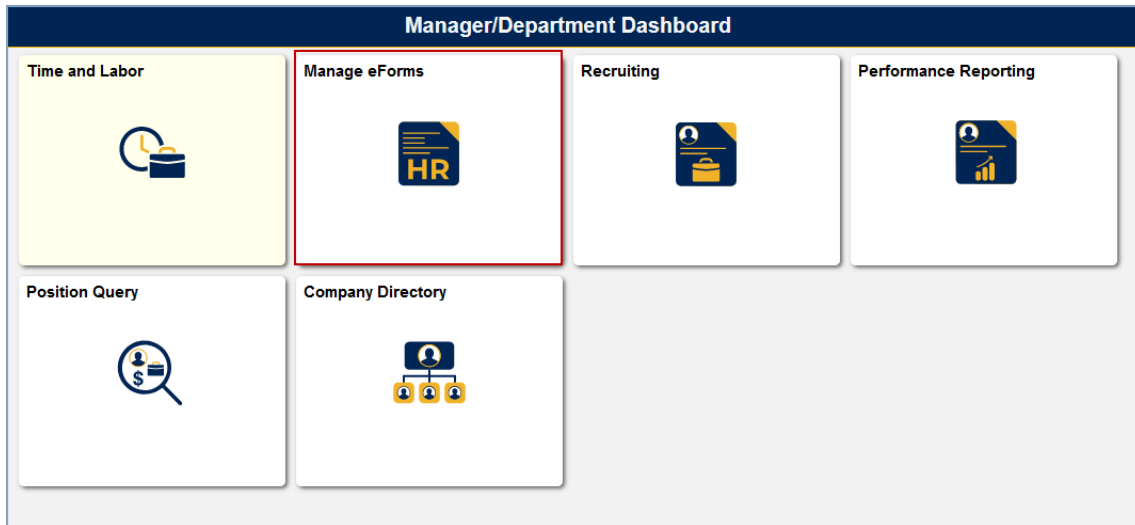 Manager/Department Dashboard
Time and Labor
Manage eForms
HR
Recruiting
Performance Reporting
Position Query
$
Company Directory